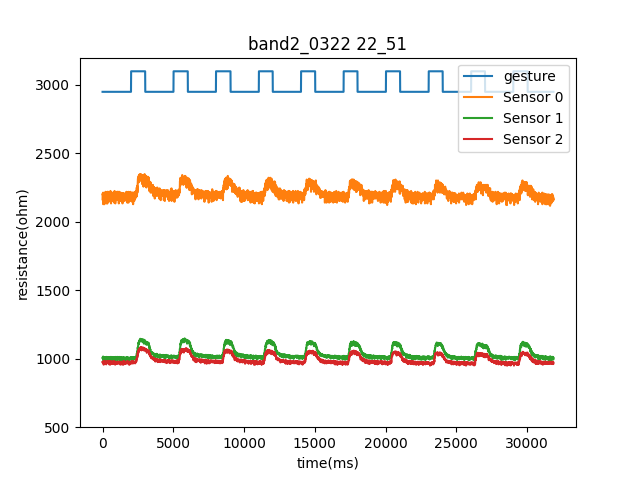 band2_0322 22_51
gesture
Sensor 0
Sensor 1
Sensor 2
resistance(ohm)
3000
2500
2000
1500
1000
500
0 5000 10000 15000 20000 25000 30000
time(ms)